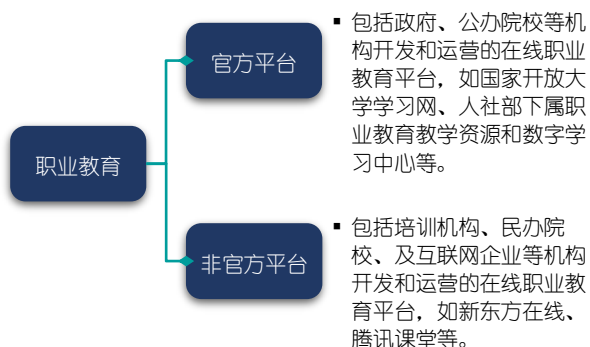 官方平台
▪ 包括政府、公办院校等机
构开发和运营的在线职业
教育平台，如国家开放大
学学习网、人社部下属职
业教育教学资源和数字学
习中心等。
职业教育
非官方平台
▪ 包括培训机构、民办院
校、及互联网企业等机构
开发和运营的在线职业教
育平台，如新东方在线、
腾讯课堂等。